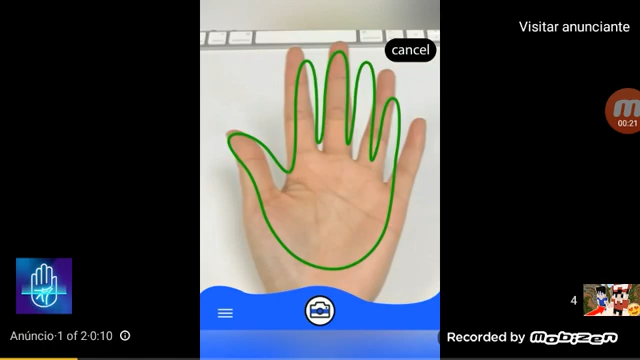 Visitar anunciante
cancel
00:21
4
Anúncio·1 of 2·0:10
Recorded by mobizen